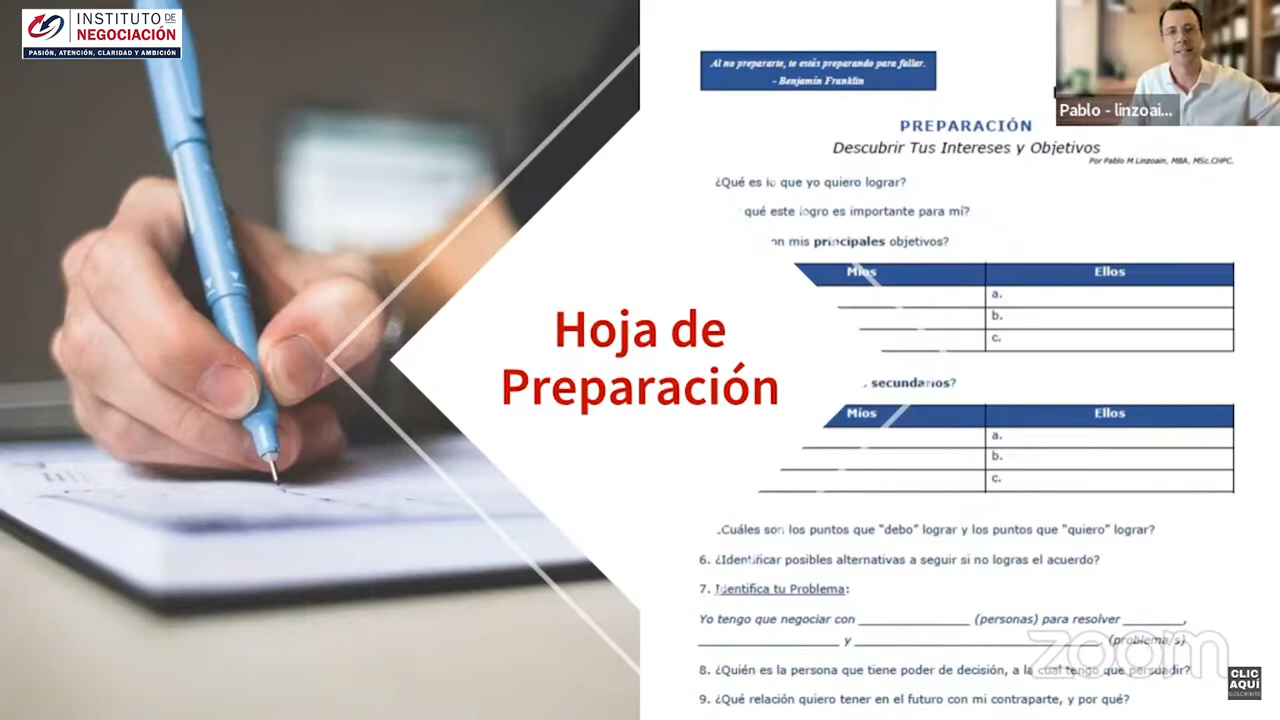 INSTITUTO DE
NEGOCIACIÓN
PASIÓN, ATENCIÓN, CLARIDAD Y AMBICIÓN
Al no prepararte, te estás preparando para fallar.
- Benjamin Franklin
Pablo - linzoai...
PREPARACIÓN
Descubrir Tus Intereses y Objetivos
Por Pablo M Linzoain, MBA, MSc.CHPC.
¿Qué es lo que yo quiero lograr?
qué este logro es importante para mí?
on mis principales objetivos?
Míos Ellos
a.
b.
c.
Hoja de
Preparación
secundarios?
Míos Ellos
a.
b.
c.
Cuáles son los puntos que “debo” lograr y los puntos que “quiero” lograr?
6. ¿Identificar posibles alternativas a seguir si no logras el acuerdo?
7. Identifica tu Problema:
Yo tengo que negociar con ______________ (personas) para resolver ________,
__________________ y ______________________________ (problema/s)
zoom
8. ¿Quién es la persona que tiene poder de decisión, a la cual tengo que persuadir?
9. ¿Qué relación quiero tener en el futuro con mi contraparte, y por qué?
CLIC
AQUÍ
SUSCRIBITE